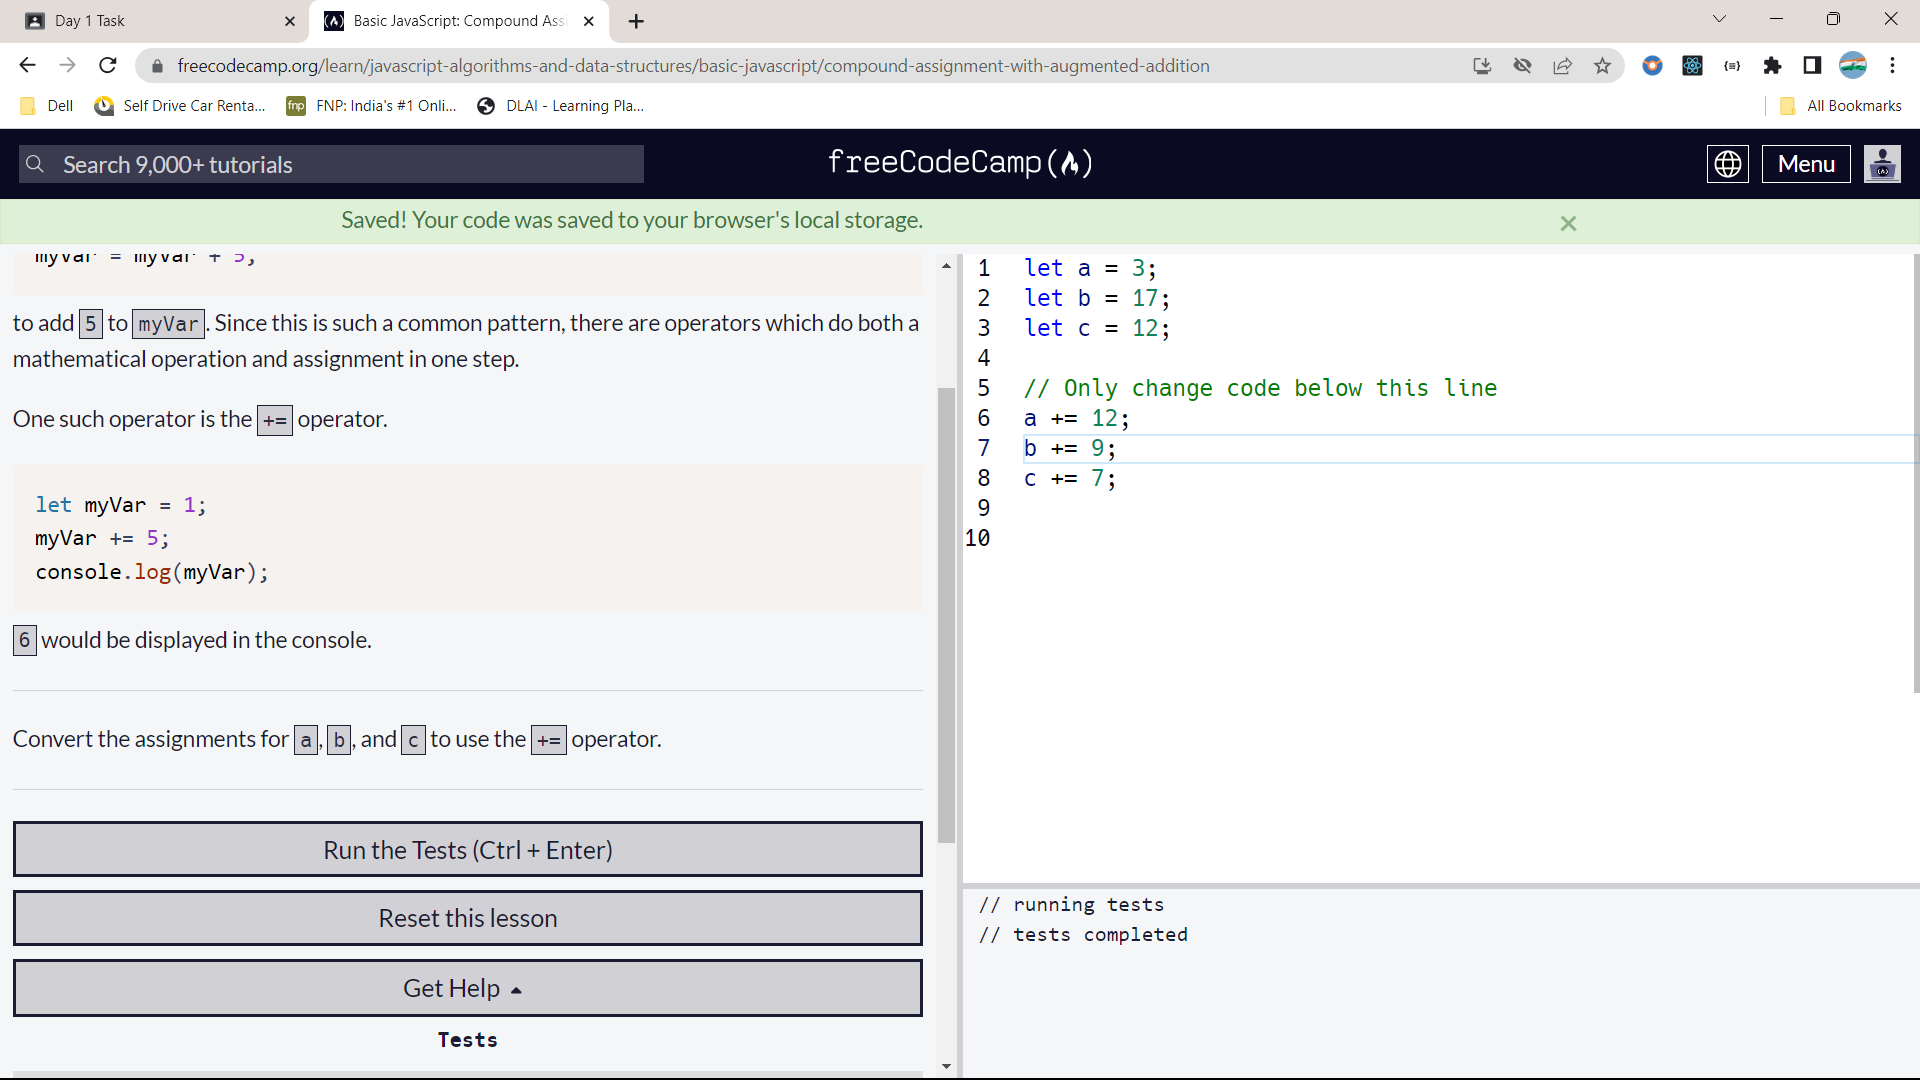 Day 1 Task
Basic JavaScript: Compound Ass
freecodecamp.org/learn/javascript-algorithms-and-data-structures/basic-javascript/compound-assignment-with-augmented-addition
Dell
Self Drive Car Renta...
fnp FNP: India's #1 Onli...
DLAI - Learning Pla...
All Bookmarks
Search 9,000+ tutorials
freeCodeCamp(🔥)
Menu
Saved! Your code was saved to your browser's local storage.
myVar = myVar + 5;
to add 5 to myVar. Since this is such a common pattern, there are operators which do both a
mathematical operation and assignment in one step.
One such operator is the += operator.
let myVar = 1;
myVar += 5;
console.log(myVar);
6 would be displayed in the console.
Convert the assignments for a, b, and c to use the += operator.
Run the Tests (Ctrl + Enter)
Reset this lesson
Get Help
Tests
1 let a = 3;
2 let b = 17;
3 let c = 12;
4
5 // Only change code below this line
6 a += 12;
7 b += 9;
8 c += 7;
9
10
// running tests
// tests completed